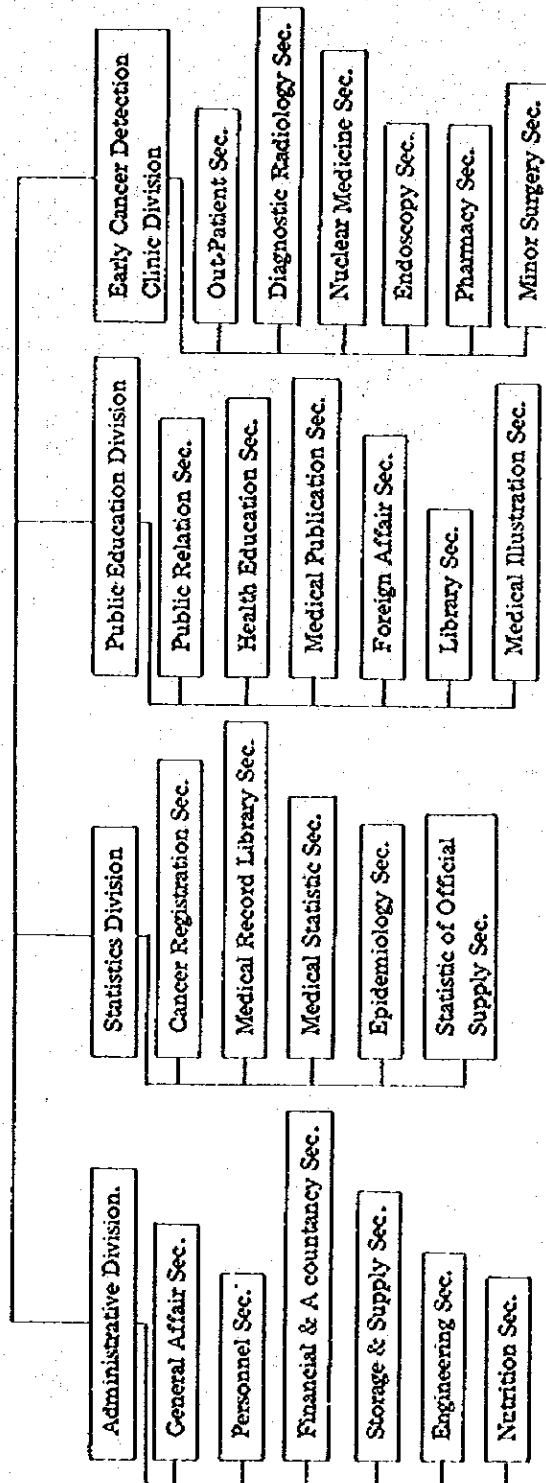 Administrative Division.
General Affair Sec.
Personnel Sec.
Financial & A countancy Sec.
Storage & Supply Sec.
Engineering Sec.
Nutrition Sec.
Statistics Division
Cancer Registration Sec.
Medical Record Library Sec.
Medical Statistic Sec.
Epidemiology Sec.
Statistic of Official
Supply Sec.
Public Education Division
Public Relation Sec.
Health Education Sec.
Medical Publication Sec.
Foreign Affair Sec.
Library Sec.
Medical Illustration Sec.
Early Cancer Detection
Clinic Division
Out-Patient Sec.
Diagnostic Radiology Sec.
Nuclear Medicine Sec.
Endoscopy Sec.
Pharmacy Sec.
Minor Surgery Sec.